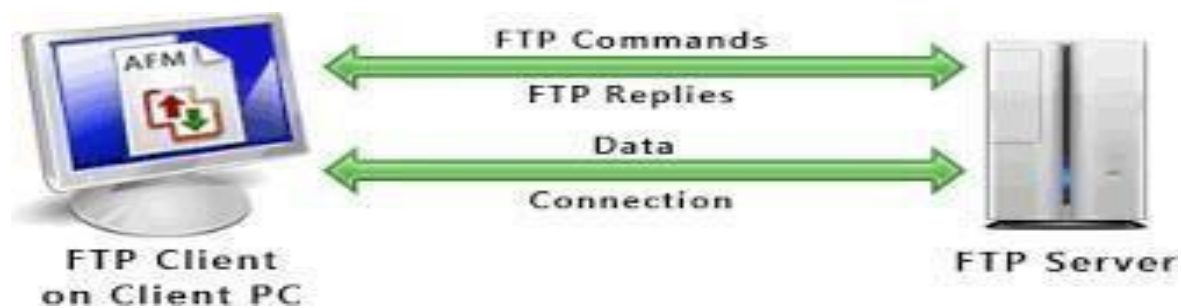 AFM
FTP Commands
FTP Replies
Data
Connection
FTP Client
on Client PC
FTP Server